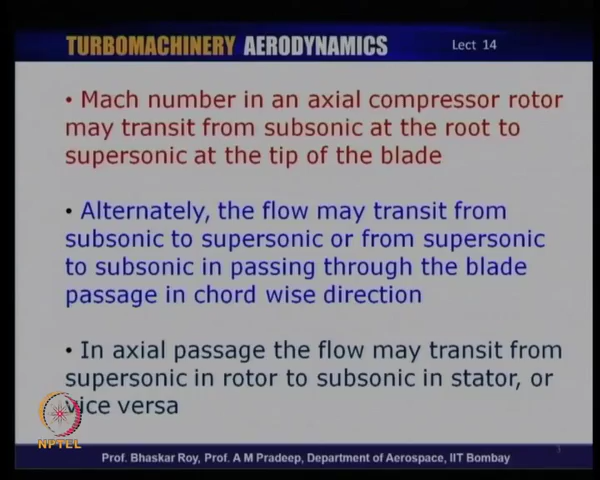 TURBOMACHINERY AERODYNAMICS Lect 14
• Mach number in an axial compressor rotor
may transit from subsonic at the root to
supersonic at the tip of the blade
• Alternately, the flow may transit from
subsonic to supersonic or from supersonic
to subsonic in passing through the blade
passage in chord wise direction
• In axial passage the flow may transit from
supersonic in rotor to subsonic in stator, or
vice versa
NPTEL
Prof. Bhaskar Roy, Prof. A M Pradeep, Department of Aerospace, IIT Bombay
3